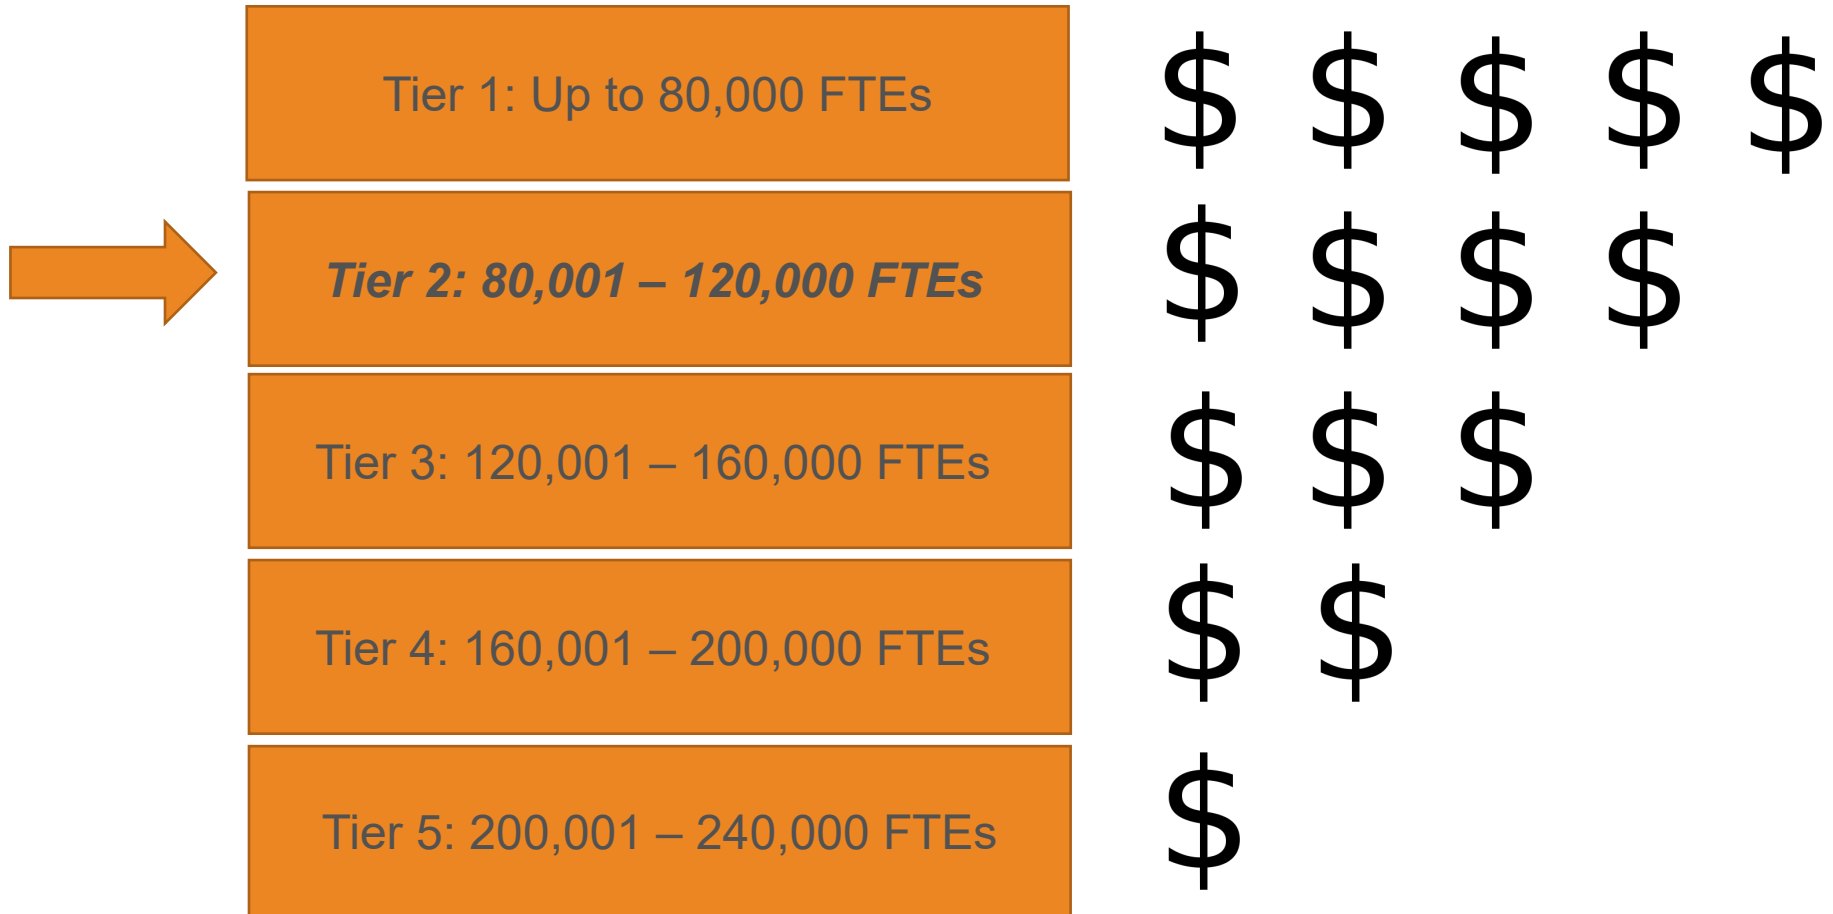 Tier 1: Up to 80,000 FTEs $ $ $ $ $
Tier 2: 80,001 – 120,000 FTEs $ $ $ $
Tier 3: 120,001 – 160,000 FTEs $ $ $
Tier 4: 160,001 – 200,000 FTEs $ $
Tier 5: 200,001 – 240,000 FTEs $